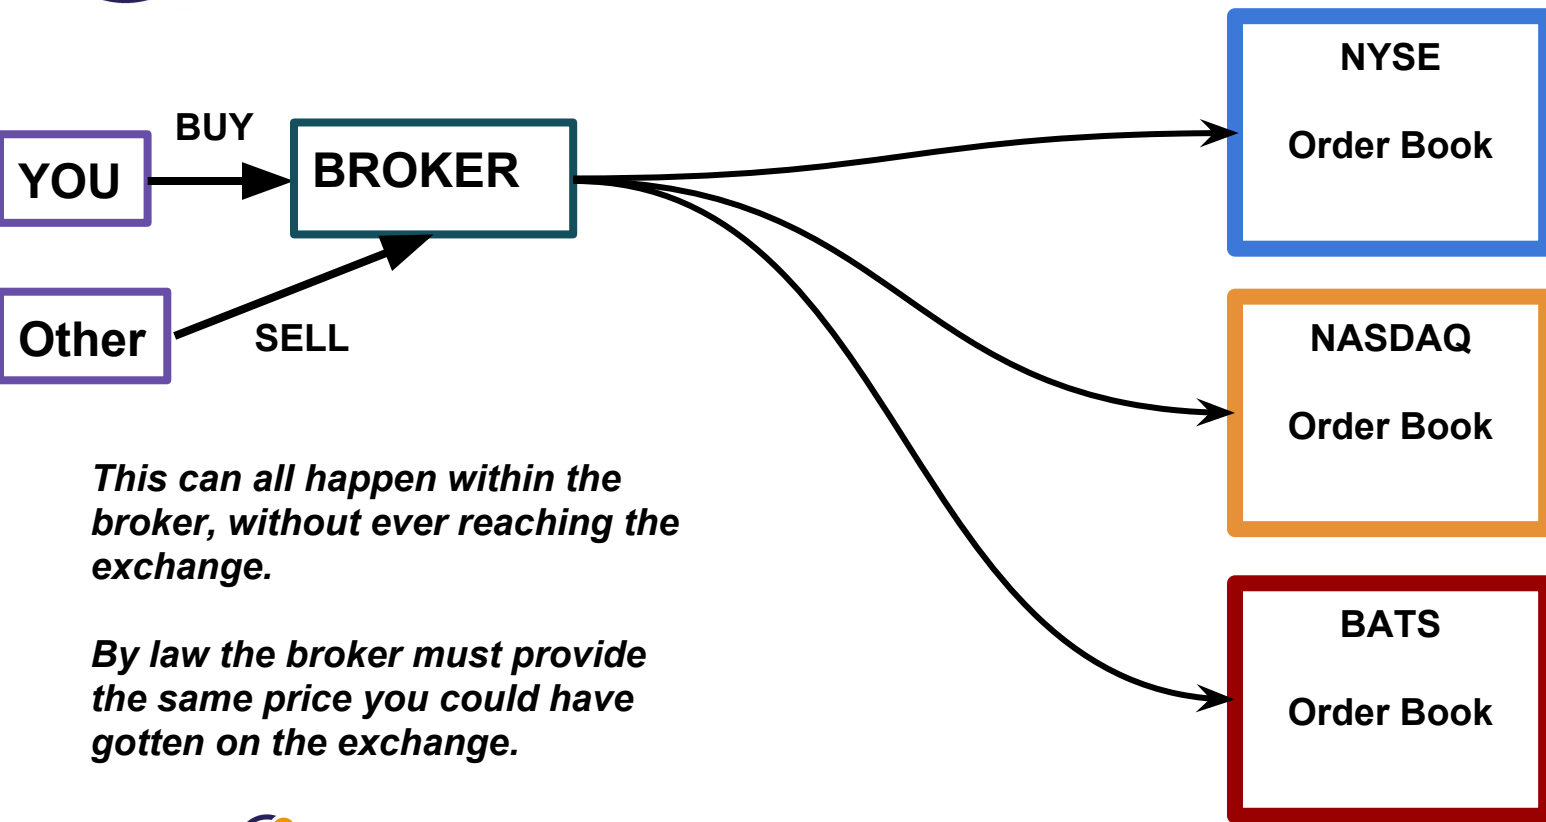 BUY
YOU
BROKER
Other
SELL
This can all happen within the
broker, without ever reaching the
exchange.
By law the broker must provide
the same price you could have
gotten on the exchange.
NYSE
Order Book
NASDAQ
Order Book
BATS
Order Book